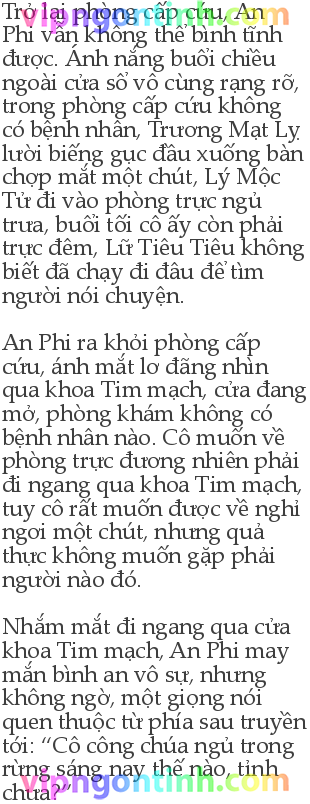 Trở lại phòng cấp cứu, An
Phi vẫn không thể bình tĩnh
được. Ánh nắng buổi chiều
ngoài cửa sổ vô cùng rạng rỡ,
trong phòng cấp cứu không
có bệnh nhân, Trương Mạt Lỵ
lười biếng gục đầu xuống bàn
chợp mắt một chút, Lý Mộc
Tử đi vào phòng trực ngủ
trưa, buổi tối cô ấy còn phải
trực đêm, Lữ Tiêu Tiêu không
biết đã chạy đi đâu để tìm
người nói chuyện.
An Phi ra khỏi phòng cấp
cứu, ánh mắt lơ đãng nhìn
qua khoa Tim mạch, cửa đang
mở, phòng khám không có
bệnh nhân nào. Cô muốn về
phòng trực đương nhiên phải
đi ngang qua khoa Tim mạch,
tuy cô rất muốn được về nghỉ
ngơi một chút, nhưng quả
thực không muốn gặp phải
người nào đó.
Nhắm mắt đi ngang qua cửa
khoa Tim mạch, An Phi may
mắn bình an vô sự, nhưng
không ngờ, một giọng nói
quen thuộc từ phía sau truyền
tới: “Cô công chúa ngủ trong
rừng sáng nay thế nào, tỉnh
chưa?”
vipngontinh.com
vipngontinh.com